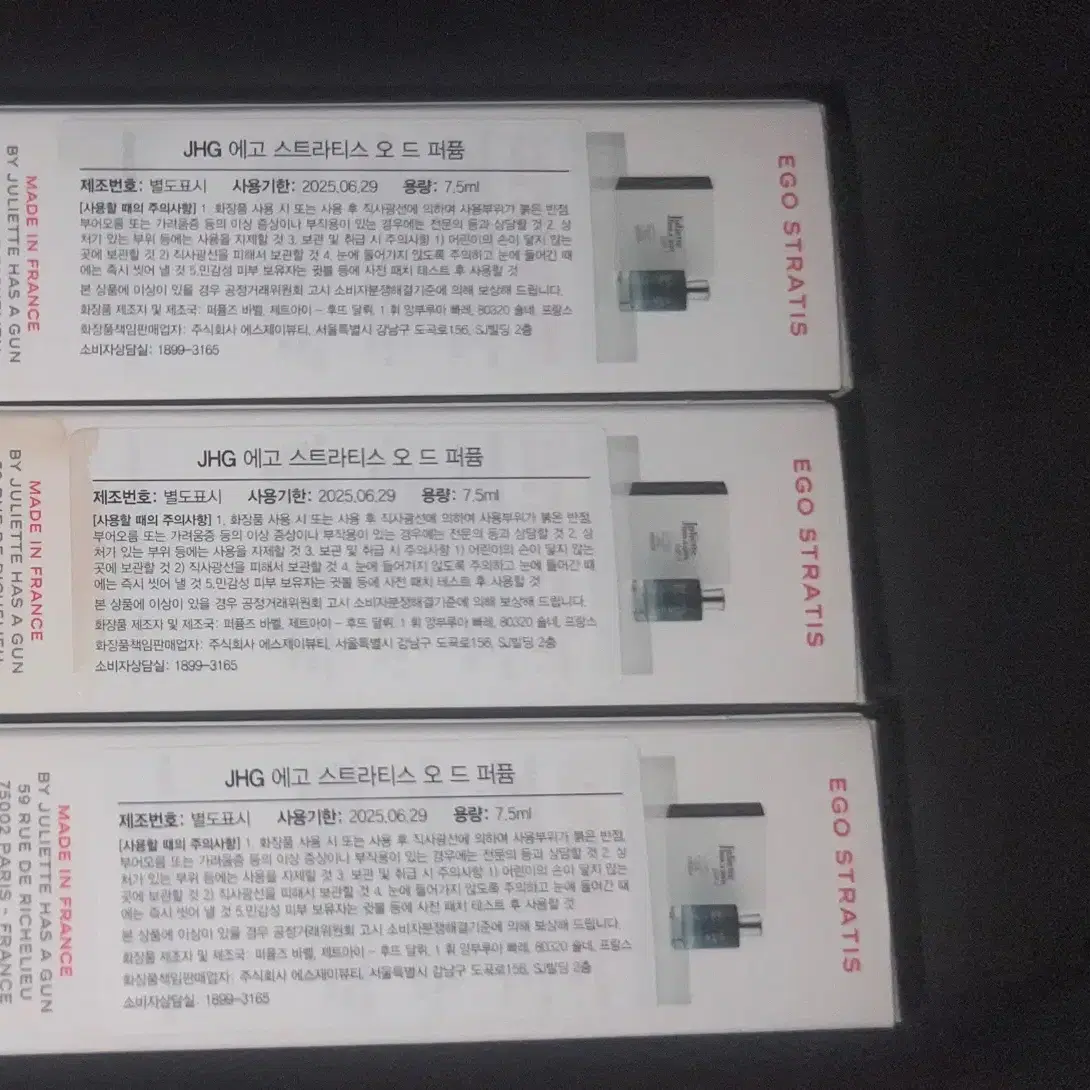 JHG 에고 스트라티스 오 드 퍼퓸
제조번호: 별도표시 사용기한: 2025.06.29 용량: 7.5ml
[사용할 때의 주의사항] 1. 화장품 사용 시 또는 사용 후 직사광선에 의하여 사용부위가 붉은 반점,
부어오름 또는 가려움증 등의 이상 증상이나 부작용이 있는 경우에는 전문의 등과 상담할 것 2. 상
처가 있는 부위 등에는 사용을 자제할 것 3. 보관 및 취급 시 주의사항 1) 어린이의 손이 닿지 않는
곳에 보관할 것 2) 직사광선을 피해서 보관할 것 4. 눈에 들어가지 않도록 주의하고 눈에 들어간 때
에는 즉시 씻어 낼 것 5.민감성 피부 보유자는 귓볼 등에 사전 패치 테스트 후 사용할 것
본 상품에 이상이 있을 경우 공정거래위원회 고시 소비자분쟁해결기준에 의해 보상해 드립니다.
화장품 제조자 및 제조국: 퍼퓸즈 바벨, 제트아이 - 후뜨 달뤼, 1 휘 앙부루아 빠레, 80320 숄네, 프랑스
화장품책임판매업자: 주식회사 에스제이뷰티, 서울특별시 강남구 도곡로156, SJ빌딩 2층
소비자상담실: 1899-3165
EGO STRATIS
MADE IN FRANCE
BY JULIETTE HAS A GUN
JHG 에고 스트라티스 오 드 퍼퓸
제조번호: 별도표시 사용기한: 2025.06.29 용량: 7.5ml
[사용할 때의 주의사항] 1. 화장품 사용 시 또는 사용 후 직사광선에 의하여 사용부위가 붉은 반점,
부어오름 또는 가려움증 등의 이상 증상이나 부작용이 있는 경우에는 전문의 등과 상담할 것 2. 상
처가 있는 부위 등에는 사용을 자제할 것 3. 보관 및 취급 시 주의사항 1) 어린이의 손이 닿지 않는
곳에 보관할 것 2) 직사광선을 피해서 보관할 것 4. 눈에 들어가지 않도록 주의하고 눈에 들어간 때
에는 즉시 씻어 낼 것 5.민감성 피부 보유자는 귓볼 등에 사전 패치 테스트 후 사용할 것
본 상품에 이상이 있을 경우 공정거래위원회 고시 소비자분쟁해결기준에 의해 보상해 드립니다.
화장품 제조자 및 제조국: 퍼퓸즈 바벨, 제트아이 - 후뜨 달뤼, 1 휘 앙부루아 빠레, 80320 숄네, 프랑스
화장품책임판매업자: 주식회사 에스제이뷰티, 서울특별시 강남구 도곡로156, SJ빌딩 2층
소비자상담실: 1899-3165
EGO STRATIS
MADE IN FRANCE
BY JULIETTE HAS A GUN
JHG 에고 스트라티스 오 드 퍼퓸
제조번호: 별도표시 사용기한: 2025.06.29 용량: 7.5ml
[사용할 때의 주의사항] 1. 화장품 사용 시 또는 사용 후 직사광선에 의하여 사용부위가 붉은 반점,
부어오름 또는 가려움증 등의 이상 증상이나 부작용이 있는 경우에는 전문의 등과 상담할 것 2. 상
처가 있는 부위 등에는 사용을 자제할 것 3. 보관 및 취급 시 주의사항 1) 어린이의 손이 닿지 않는
곳에 보관할 것 2) 직사광선을 피해서 보관할 것 4. 눈에 들어가지 않도록 주의하고 눈에 들어간 때
에는 즉시 씻어 낼 것 5.민감성 피부 보유자는 귓볼 등에 사전 패치 테스트 후 사용할 것
본 상품에 이상이 있을 경우 공정거래위원회 고시 소비자분쟁해결기준에 의해 보상해 드립니다.
화장품 제조자 및 제조국: 퍼퓸즈 바벨, 제트아이 - 후뜨 달뤼, 1 휘 앙부루아 빠레, 80320 숄네, 프랑스
화장품책임판매업자: 주식회사 에스제이뷰티, 서울특별시 강남구 도곡로156, SJ빌딩 2층
소비자상담실: 1899-3165
EGO STRATIS
MADE IN FRANCE
BY JULIETTE HAS A GUN
59 RUE DE RICHELIEU
75002 PARIS - FRANCE